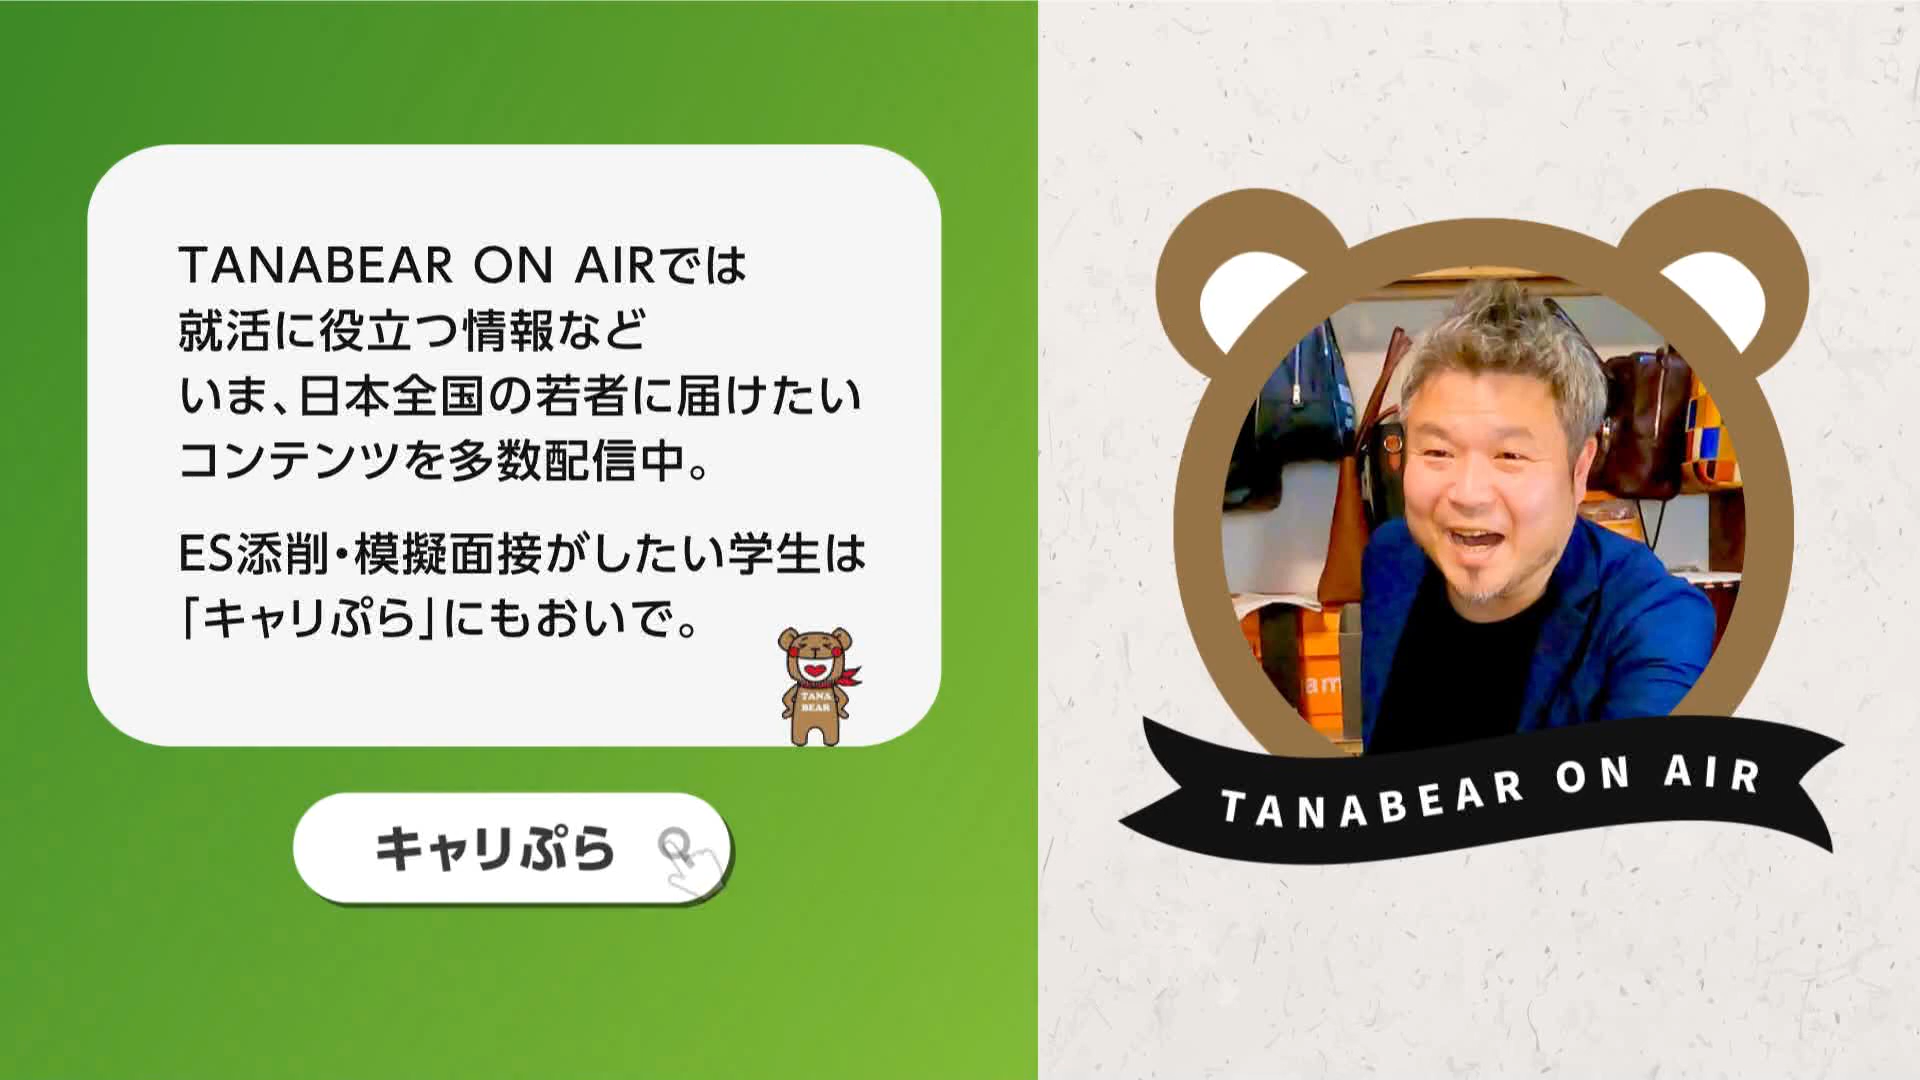 TANABEAR ON AIRでは
就活に役立つ情報など
いま、日本全国の若者に届けたい
コンテンツを多数配信中。
ES添削・模擬面接がしたい学生は
「キャリぷら」にもおいで。
TANA
BEAR
キャリぷら
am
TANABEAR ON AIR